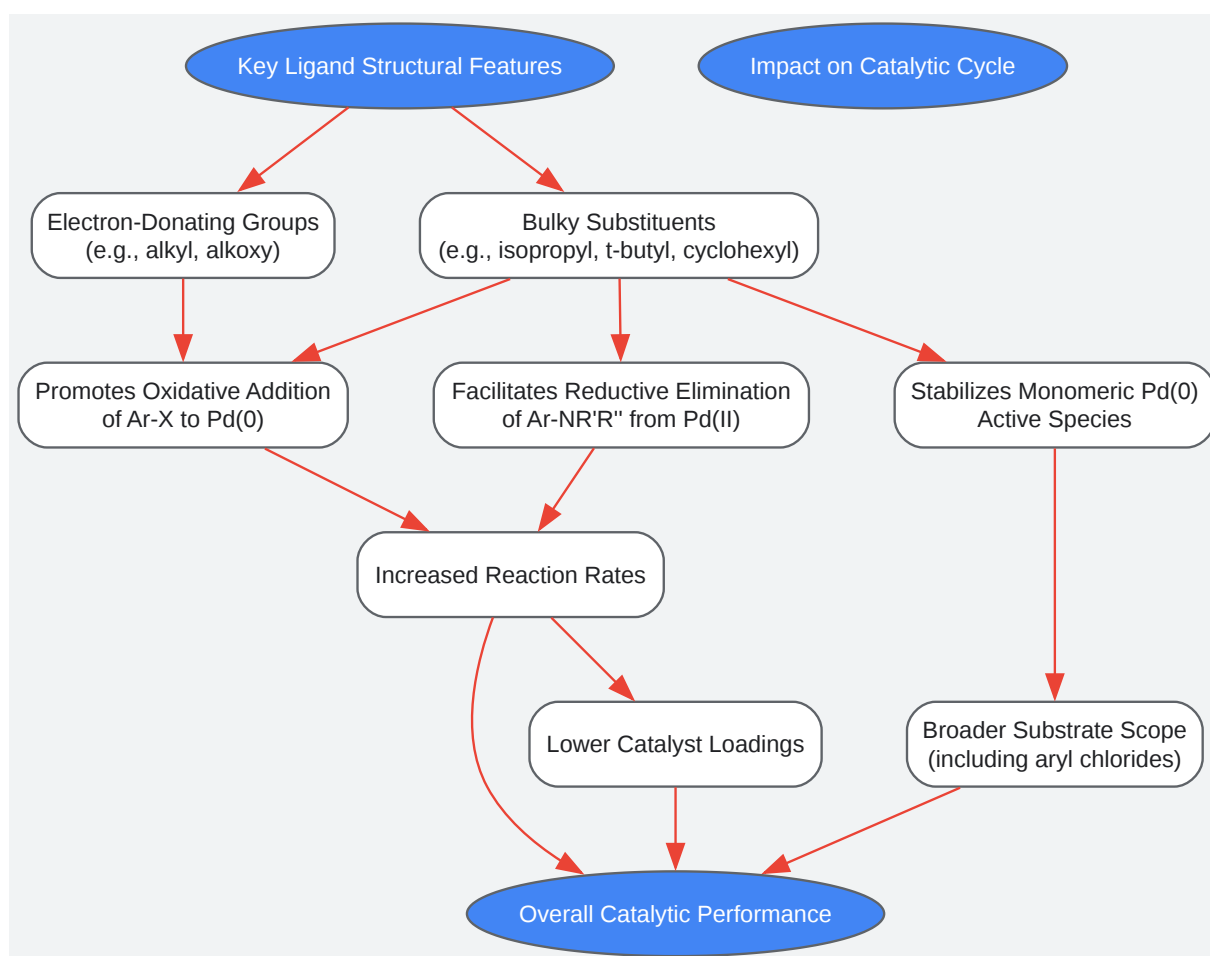 Key Ligand Structural Features
Impact on Catalytic Cycle
Electron-Donating Groups
(e.g., alkyl, alkoxy)
Bulky Substituents
(e.g., isopropyl, t-butyl, cyclohexyl)
Promotes Oxidative Addition
of Ar-X to Pd(0)
Facilitates Reductive Elimination
of Ar-NR'R'' from Pd(II)
Stabilizes Monomeric Pd(0)
Active Species
Increased Reaction Rates
Lower Catalyst Loadings
Broader Substrate Scope
(including aryl chlorides)
Overall Catalytic Performance